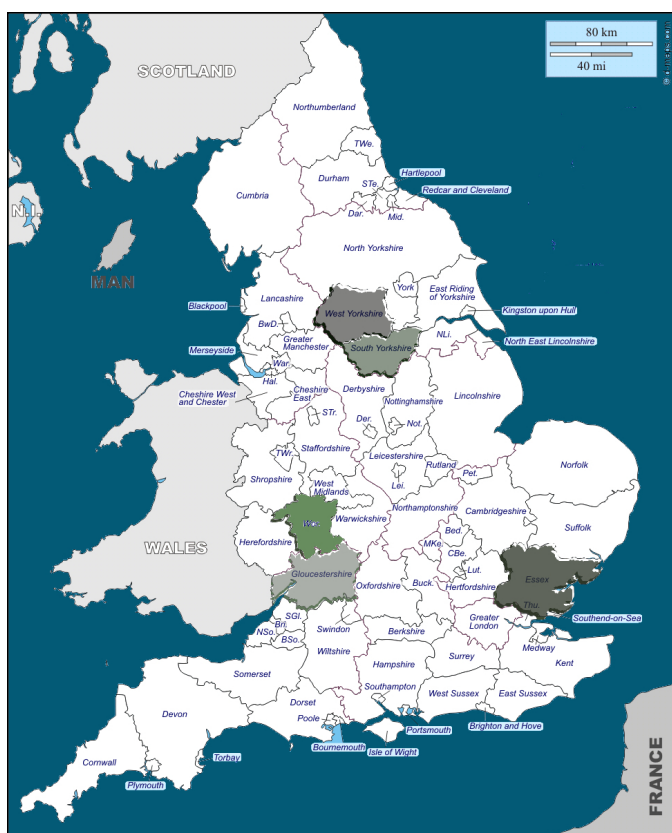 80 km
40 mi
SCOTLAND
Northumberland
TWe.
Hartlepool
Durham
STe.
Redcar and Cleveland
Cumbria
Dar.
Mid.
N.I.
North Yorkshire
MAN
York
East Riding
of Yorkshire
Lancashire
Blackpool
West Yorkshire
Kingston upon Hull
BwD.
NLi.
North East Lincolnshire
Greater
Manchester
South Yorkshire
Merseyside
War.
Hal.
Cheshire West
and Chester
Cheshire
East
Derbyshire
Nottinghamshire
Lincolnshire
STr.
Der.
Not.
Staffordshire
TWr.
Leicestershire
Rutland
Pet.
Norfolk
Shropshire
Lei.
West
Midlands
Northamptonshire
Cambridgeshire
Suffolk
Warwickshire
Bed.
Herefordshire
MKe.
CBe.
WALES
Gloucestershire
Lut.
Essex
Oxfordshire
Buck.
Hertfordshire
Thu.
SGl.
Swindon
Greater
London
Southend-on-Sea
Bri.
NSo.
BSo.
Berkshire
Medway
Wiltshire
Hampshire
Surrey
Kent
Somerset
Southampton
West Sussex
East Sussex
Dorset
Devon
Poole
Portsmouth
Brighton and Hove
Bournemouth
Isle of Wight
Torbay
Cornwall
Plymouth
FRANCE